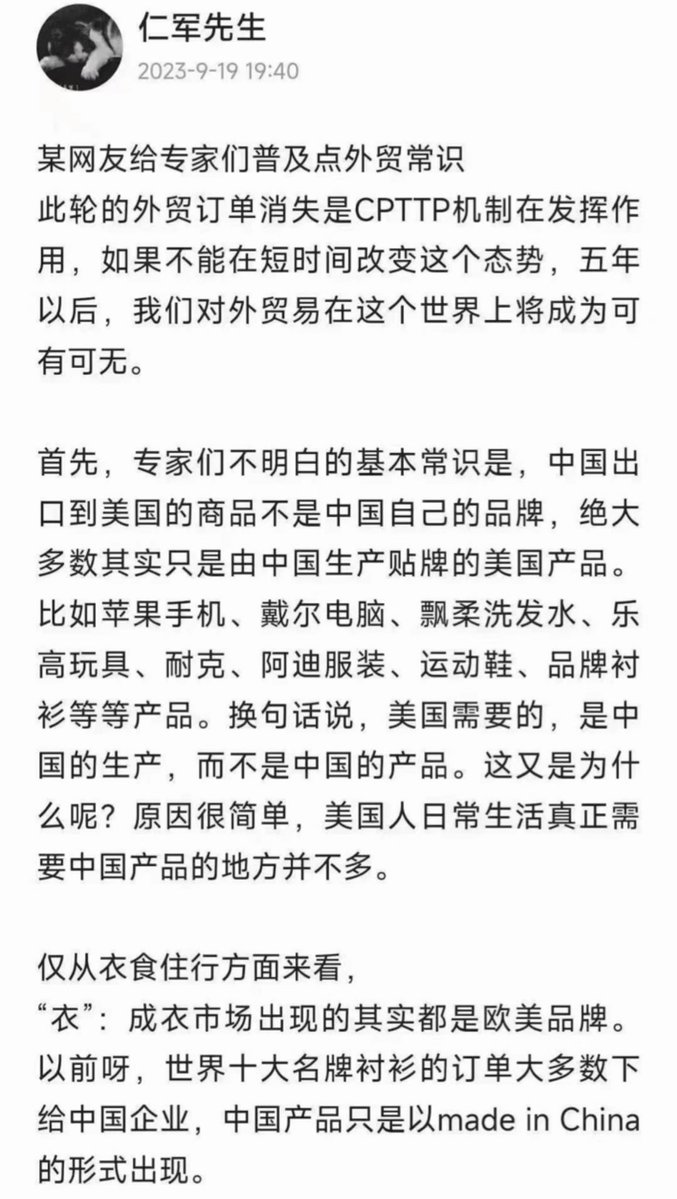 仁军先生
2023-9-19 19:40
某网友给专家们普及点外贸常识
此轮的外贸订单消失是CPTTP机制在发挥作
用，如果不能在短时间改变这个态势，五年
以后，我们对外贸易在这个世界上将成为可
有可无。
首先，专家们不明白的基本常识是，中国出
口到美国的商品不是中国自己的品牌，绝大
多数其实只是由中国生产贴牌的美国产品。
比如苹果手机、戴尔电脑、飘柔洗发水、乐
高玩具、耐克、阿迪服装、运动鞋、品牌衬
衫等等产品。换句话说，美国需要的，是中
国的生产，而不是中国的产品。这又是为什
么呢？原因很简单，美国人日常生活真正需
要中国产品的地方并不多。
仅从衣食住行方面来看，
“衣”：成衣市场出现的其实都是欧美品牌。
以前呀，世界十大名牌衬衫的订单大多数下
给中国企业，中国产品只是以made in China
的形式出现。